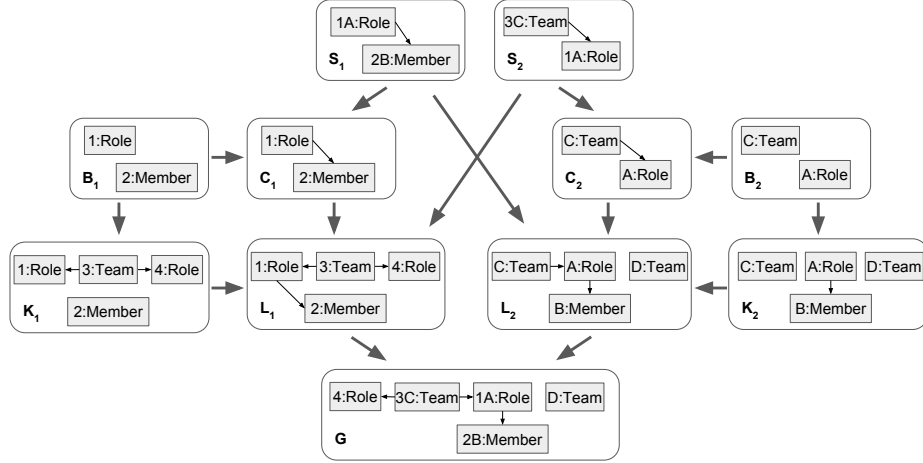 1A:Role
2B:Member
S1
3C:Team
1A:Role
S2
1:Role
2:Member
B1
1:Role
2:Member
C1
C:Team
A:Role
C2
C:Team
A:Role
B2
1:Role 3:Team 4:Role
2:Member
K1
1:Role 3:Team 4:Role
2:Member
L1
C:Team A:Role D:Team
B:Member
L2
C:Team A:Role D:Team
B:Member
K2
4:Role 3C:Team 1A:Role D:Team
2B:Member
G